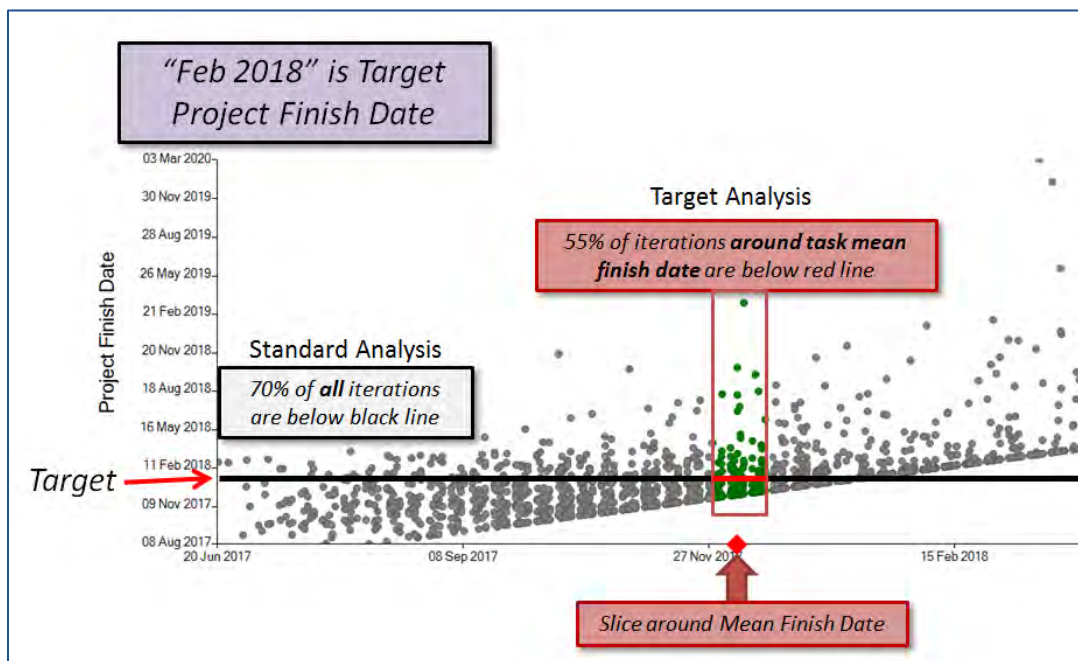 “Feb 2018” is Target
Project Finish Date
03 Mar 2020
30 Nov 2019
28 Aug 2019
26 May 2019
21 Feb 2019
20 Nov 2018
18 Aug 2018
16 May 2018
11 Feb 2018
09 Nov 2017
08 Aug 2017
Project Finish Date
Target Analysis
55% of iterations around task mean
finish date are below red line
Standard Analysis
70% of all iterations
are below black line
Target
20 Jun 2017
08 Sep 2017
27 Nov 2017
15 Feb 2018
Slice around Mean Finish Date